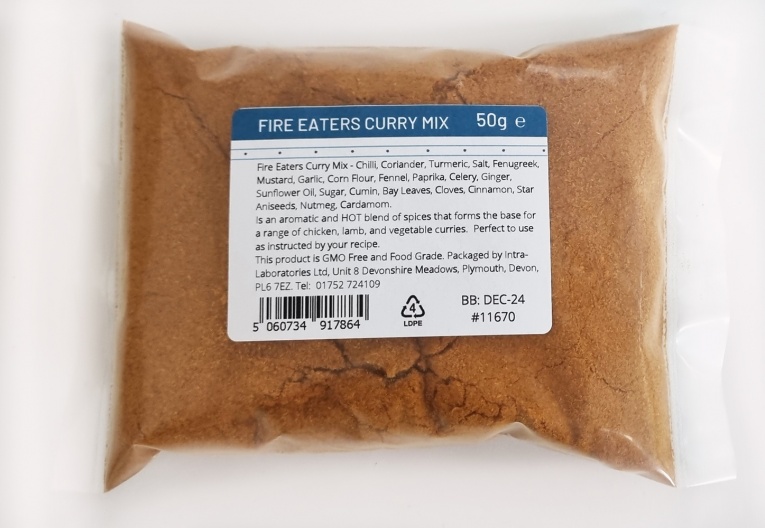 FIRE EATERS CURRY MIX 50g ℮
Fire Eaters Curry Mix - Chilli, Coriander, Turmeric, Salt, Fenugreek,
Mustard, Garlic, Corn Flour, Fennel, Paprika, Celery, Ginger,
Sunflower Oil, Sugar, Cumin, Bay Leaves, Cloves, Cinnamon, Star
Aniseeds, Nutmeg, Cardamom.
Is an aromatic and HOT blend of spices that forms the base for
a range of chicken, lamb, and vegetable curries. Perfect to use
as instructed by your recipe.
This product is GMO Free and Food Grade. Packaged by Intra-
Laboratories Ltd, Unit 8 Devonshire Meadows, Plymouth, Devon,
PL6 7EZ. Tel: 01752 724109
5 060734 917864
4
LDPE
BB: DEC-24
#11670